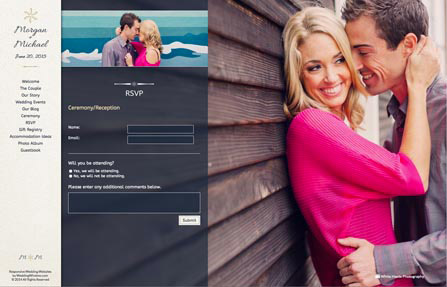 Morgan
&
Michael
June 20, 2015
Welcome
The Couple
Our Story
Wedding Events
Our Blog
Ceremony
RSVP
Gift Registry
Accommodation Ideas
Photo Album
Guestbook
Responsive Wedding Websites
by WeddingWindow.com
© 2014 All Rights Reserved
RSVP
Ceremony/Reception
Name:
Email:
Will you be attending?
Yes, we will be attending.
No, we will not be attending.
Please enter any additional comments below.
Submit
White Haute Photography